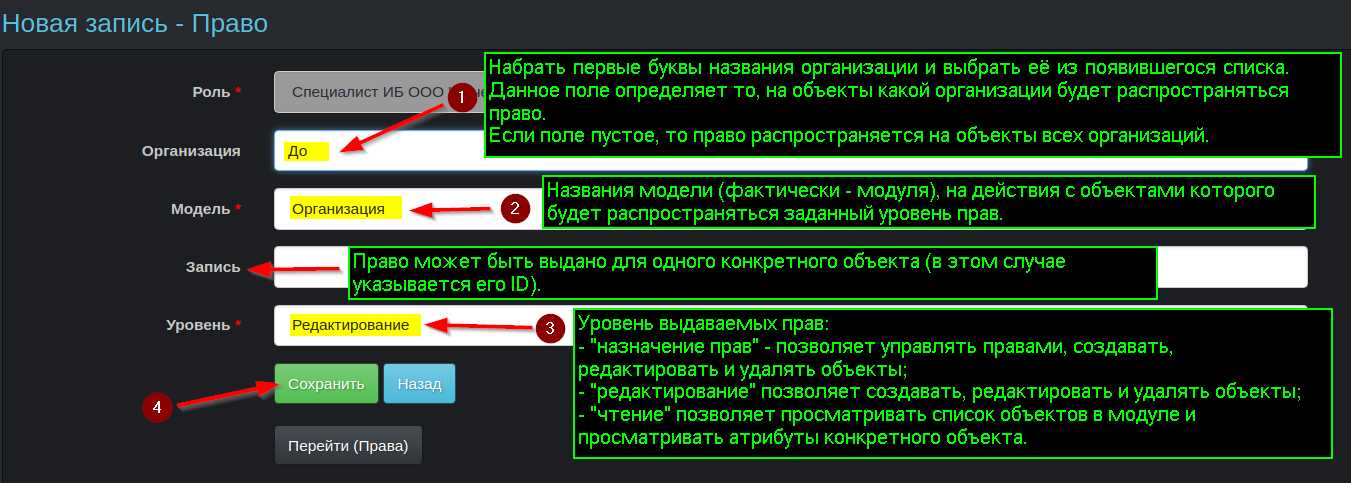 Новая запись - Право
Роль *
Специалист ИБ ООО
1
Набрать первые буквы названия организации и выбрать её из появившегося списка.
Данное поле определяет то, на объекты какой организации будет распространяться
право.
Если поле пустое, то право распространяется на объекты всех организаций.
Организация
До
Модель *
Организация
2
Названия модели (фактически - модуля), на действия с объектами которого
будет распространяться заданный уровень прав.
Запись
Право может быть выдано для одного конкретного объекта (в этом случае
указывается его ID).
Уровень *
Редактирование
3
Уровень выдаваемых прав:
- "назначение прав" - позволяет управлять правами, создавать,
редактировать и удалять объекты;
- "редактирование" позволяет создавать, редактировать и удалять объекты;
- "чтение" позволяет просматривать список объектов в модуле и
просматривать атрибуты конкретного объекта.
4
Сохранить
Назад
Перейти (Права)